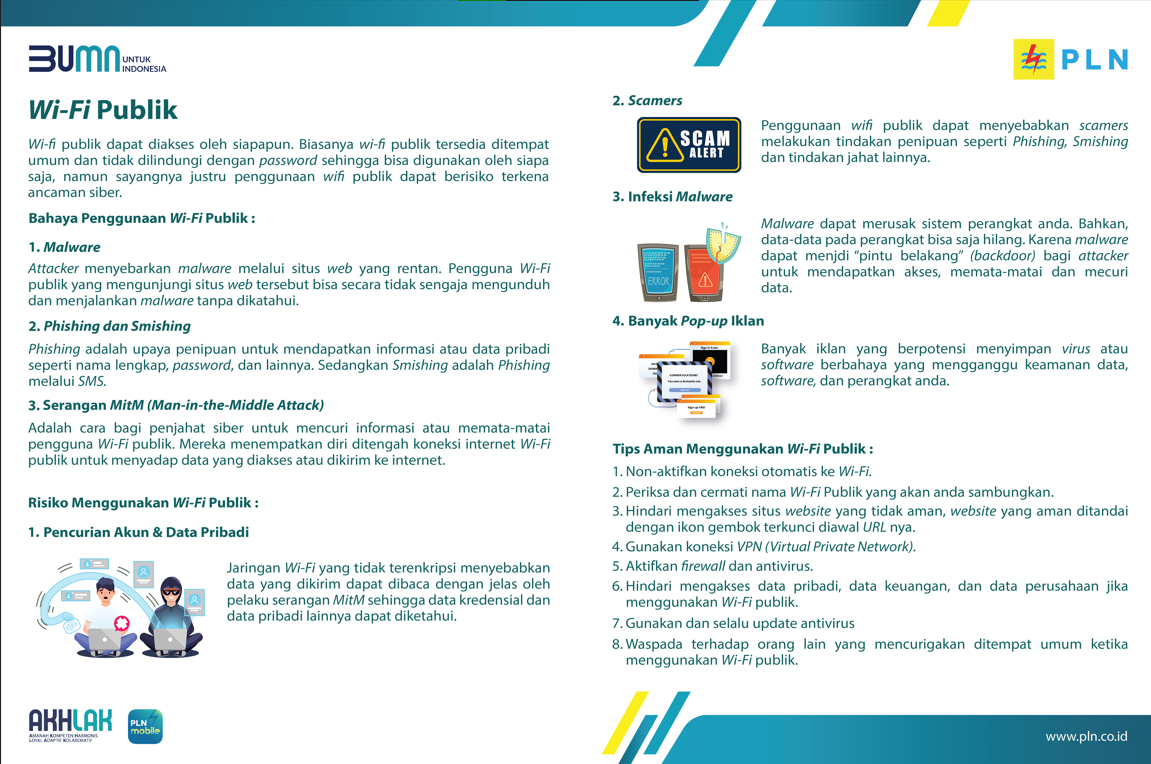 BUMN UNTUK
INDONESIA
PLN
Wi-Fi Publik
Wi-fi publik dapat diakses oleh siapapun. Biasanya wi-fi publik tersedia ditempat
umum dan tidak dilindungi dengan password sehingga bisa digunakan oleh siapa
saja, namun sayangnya justru penggunaan wifi publik dapat berisiko terkena
ancaman siber.
Bahaya Penggunaan Wi-Fi Publik :
1. Malware
Attacker menyebarkan malware melalui situs web yang rentan. Pengguna Wi-Fi
publik yang mengunjungi situs web tersebut bisa secara tidak sengaja mengunduh
dan menjalankan malware tanpa dikatahui.
2. Phishing dan Smishing
Phishing adalah upaya penipuan untuk mendapatkan informasi atau data pribadi
seperti nama lengkap, password, dan lainnya. Sedangkan Smishing adalah Phishing
melalui SMS.
3. Serangan MitM (Man-in-the-Middle Attack)
Adalah cara bagi penjahat siber untuk mencuri informasi atau memata-matai
pengguna Wi-Fi publik. Mereka menempatkan diri ditengah koneksi internet Wi-Fi
publik untuk menyadap data yang diakses atau dikirim ke internet.
Risiko Menggunakan Wi-Fi Publik :
1. Pencurian Akun & Data Pribadi
Jaringan Wi-Fi yang tidak terenkripsi menyebabkan
data yang dikirim dapat dibaca dengan jelas oleh
pelaku serangan MitM sehingga data kredensial dan
data pribadi lainnya dapat diketahui.
2. Scamers
SCAM
ALERT
Penggunaan wifi publik dapat menyebabkan scamers
melakukan tindakan penipuan seperti Phishing, Smishing
dan tindakan jahat lainnya.
3. Infeksi Malware
ERROR
Malware dapat merusak sistem perangkat anda. Bahkan,
data-data pada perangkat bisa saja hilang. Karena malware
dapat menjdi “pintu belakang” (backdoor) bagi attacker
untuk mendapatkan akses, memata-matai dan mecuri
data.
4. Banyak Pop-up Iklan
CONGRATULATIONS!
Sign up FREE
Banyak iklan yang berpotensi menyimpan virus atau
software berbahaya yang mengganggu keamanan data,
software, dan perangkat anda.
Tips Aman Menggunakan Wi-Fi Publik :
1. Non-aktifkan koneksi otomatis ke Wi-Fi.
2. Periksa dan cermati nama Wi-Fi Publik yang akan anda sambungkan.
3. Hindari mengakses situs website yang tidak aman, website yang aman ditandai
dengan ikon gembok terkunci diawal URL nya.
4. Gunakan koneksi VPN (Virtual Private Network).
5. Aktifkan firewall dan antivirus.
6. Hindari mengakses data pribadi, data keuangan, dan data perusahaan jika
menggunakan Wi-Fi publik.
7. Gunakan dan selalu update antivirus
8. Waspada terhadap orang lain yang mencurigakan ditempat umum ketika
menggunakan Wi-Fi publik.
AKHLAK
AMANAH KOMPETEN HARMONIS
LOYAL ADAPTIF KOLABORATIF
PLN
mobile
www.pln.co.id